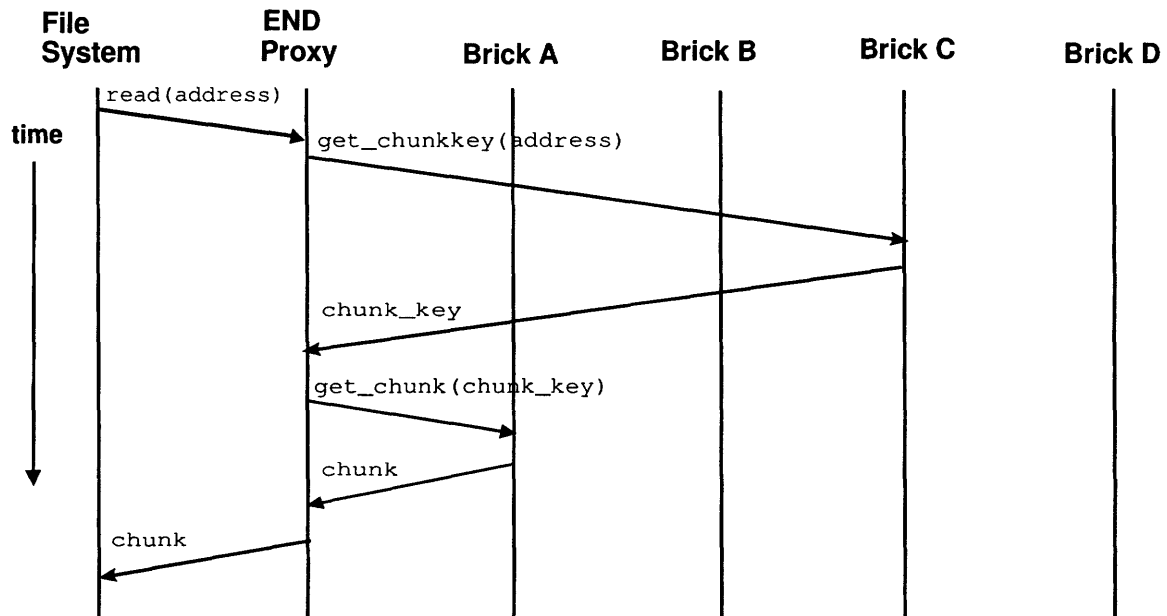 File
System
END
Proxy
Brick A
Brick B
Brick C
Brick D
read(address)
time
get_chunkkey(address)
chunk_key
get_chunk(chunk_key)
chunk
chunk